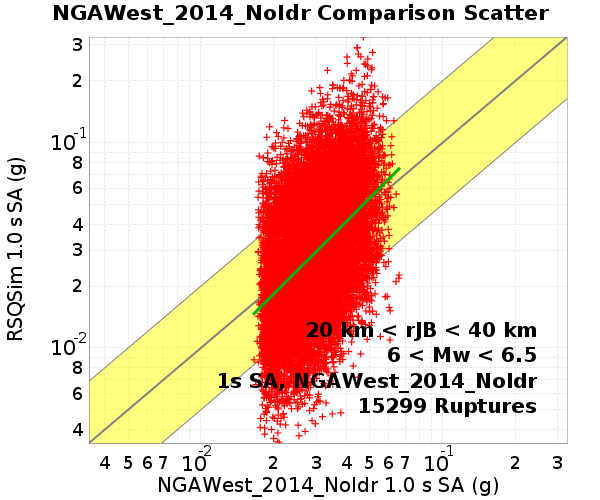 NGAWest_2014_NoIdr Comparison Scatter
RSQSim 1.0 s SA (g)
3
2
10-1
8
6
4
3
2
10-2
8
6
4
20 km < rJB < 40 km
6 < Mw < 6.5
1s SA, NGAWest_2014_NoIdr
15299 Ruptures
4 5 6 7 10-2 2 3 4 5 6 7 10-1 2 3
NGAWest_2014_NoIdr 1.0 s SA (g)